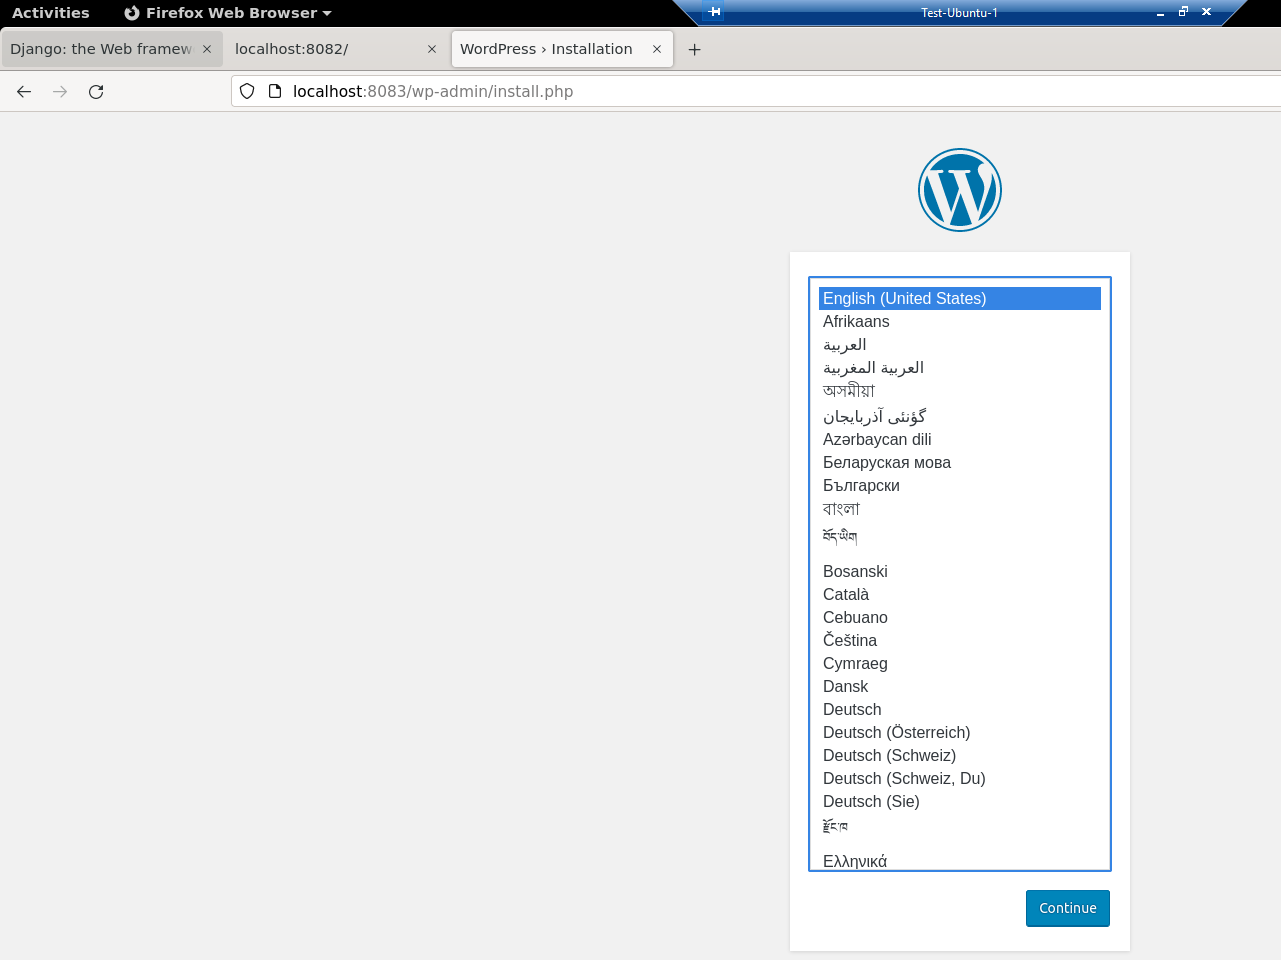 Activities Firefox Web Browser Test-Ubuntu-1
Django: the Web framew localhost:8082/ WordPress › Installation
localhost:8083/wp-admin/install.php
English (United States)
Afrikaans
العربية
العربية المغربية
অসমীয়া
گؤنئی آذربایجان
Azərbaycan dili
Беларуская мова
Български
বাংলা
བོད་ཡིག
Bosanski
Català
Cebuano
Čeština
Cymraeg
Dansk
Deutsch
Deutsch (Österreich)
Deutsch (Schweiz)
Deutsch (Schweiz, Du)
Deutsch (Sie)
རྫོང་ཁ
Ελληνικά
Continue